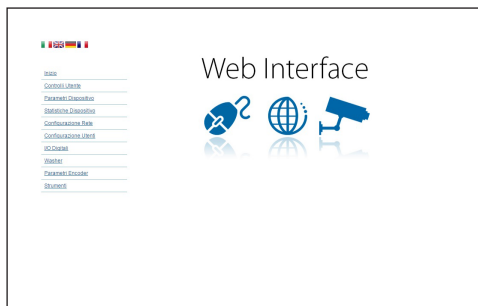 Web Interface
Inizio
Controlli Utente
Parametri Dispositivo
Statistiche Dispositivo
Configurazione Rete
Configurazione Utenti
I/O Digitali
Washer
Parametri Encoder
Strumenti